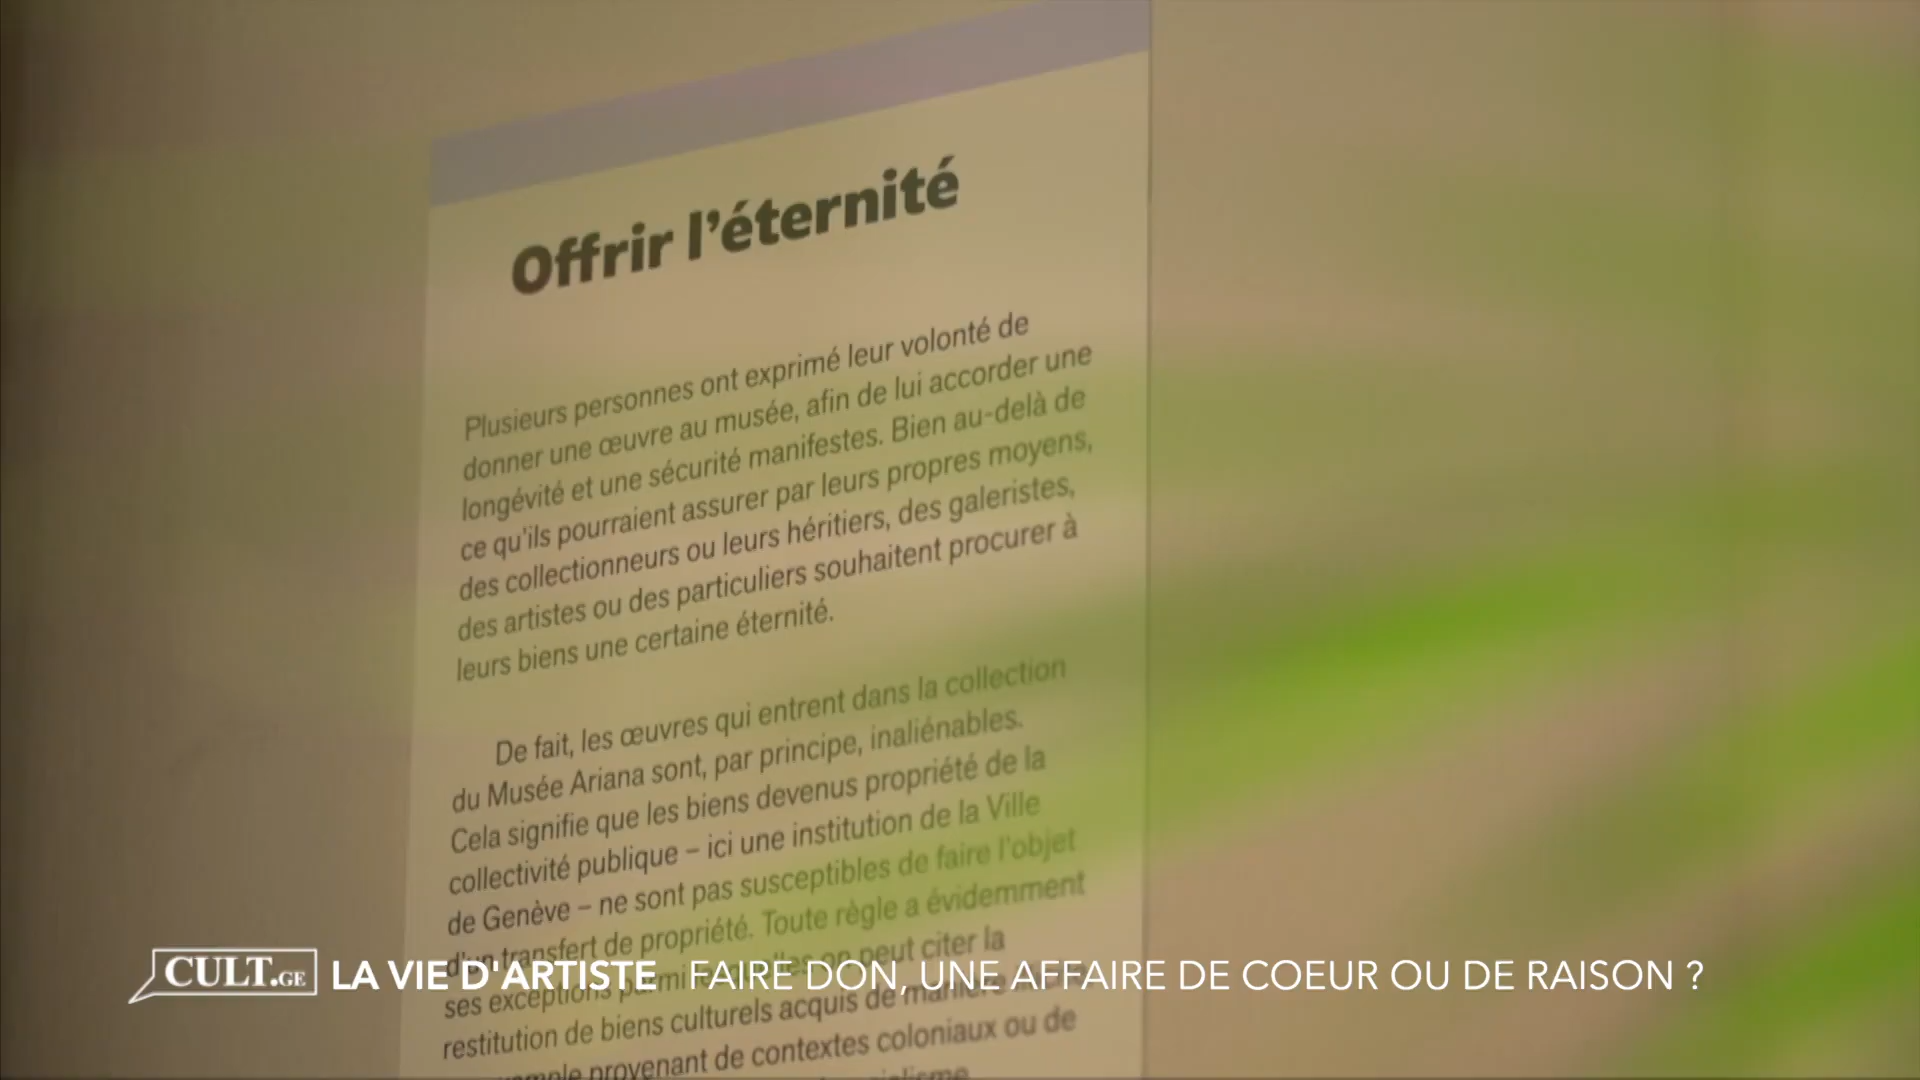 Offrir l'éternité
Plusieurs personnes ont exprimé leur volonté de
donner une œuvre au musée, afin de lui accorder une
longévité et une sécurité manifestes. Bien au-delà de
ce qu'ils pourraient assurer par leurs propres moyens,
des collectionneurs ou leurs héritiers, des galeristes,
des artistes ou des particuliers souhaitent procurer à
leurs biens une certaine éternité.
De fait, les œuvres qui entrent dans la collection
du Musée Ariana sont, par principe, inaliénables.
Cela signifie que les biens devenus propriété de la
collectivité publique – ici une institution de la Ville
de Genève – ne sont pas susceptibles de faire l'objet
d'un transfert de propriété. Toute règle a évidemment
ses exceptions parmi lesquelles on peut citer la
restitution de biens culturels acquis de manière
provenant de contextes coloniaux ou de
CULT.GE LA VIE D'ARTISTE FAIRE DON, UNE AFFAIRE DE COEUR OU DE RAISON ?